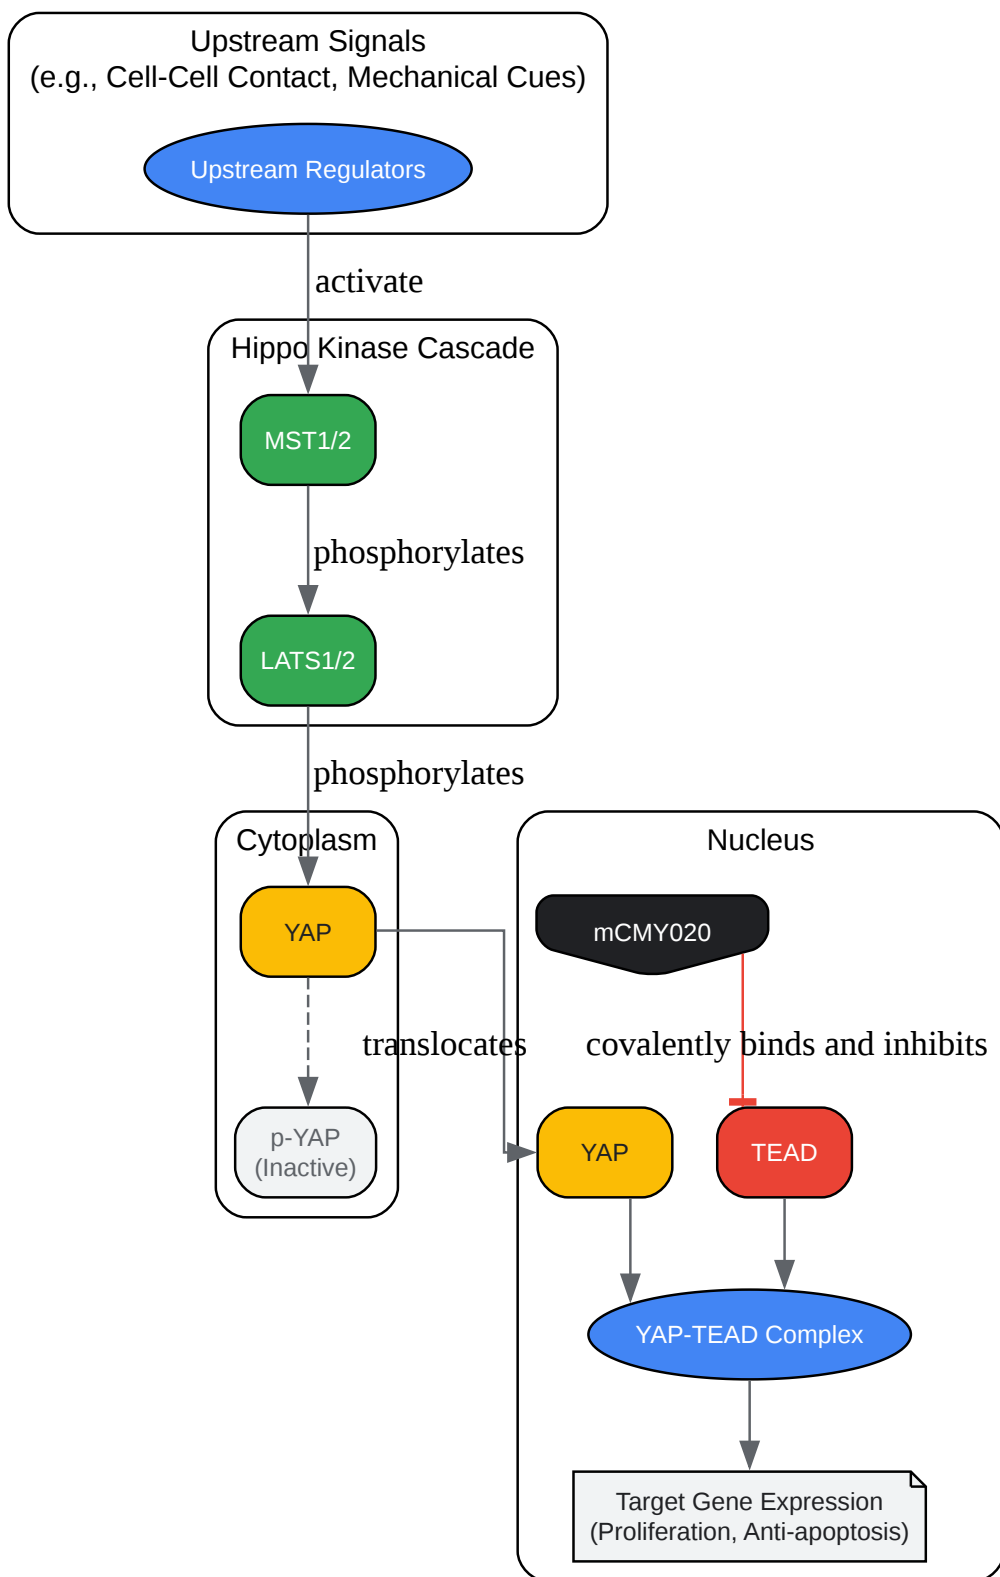 Upstream Signals
(e.g., Cell-Cell Contact, Mechanical Cues)
Upstream Regulators
activate
Hippo Kinase Cascade
MST1/2
phosphorylates
LATS1/2
phosphorylates
Cytoplasm
YAP
p-YAP
(Inactive)
translocates
Nucleus
mCMY020
covalently binds and inhibits
YAP
TEAD
YAP-TEAD Complex
Target Gene Expression
(Proliferation, Anti-apoptosis)